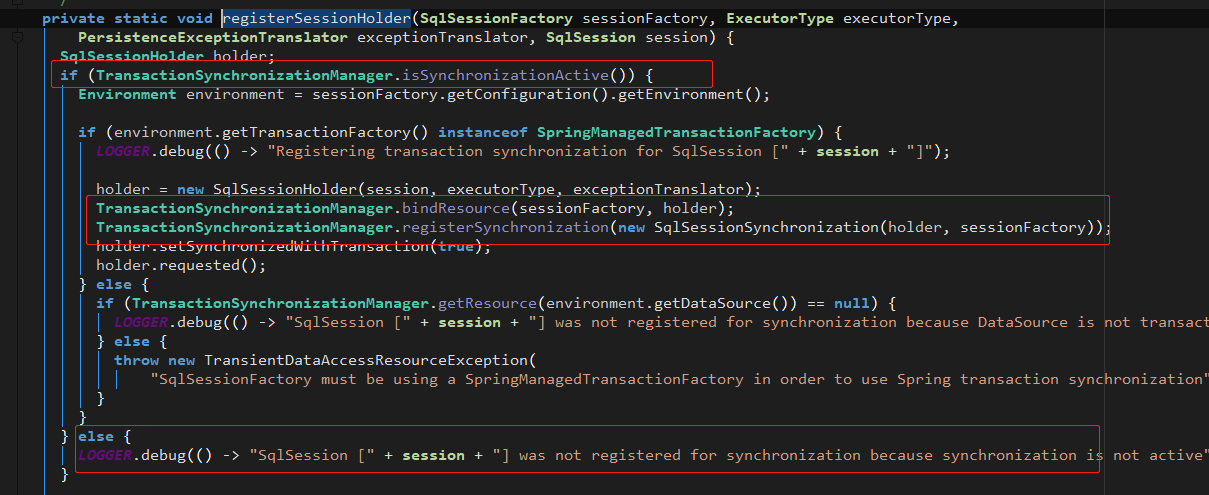 */
private static void registerSessionHolder(SqlSessionFactory sessionFactory, ExecutorType executorType,
PersistenceExceptionTranslator exceptionTranslator, SqlSession session) {
SqlSessionHolder holder;
if (TransactionSynchronizationManager.isSynchronizationActive()) {
Environment environment = sessionFactory.getConfiguration().getEnvironment();
if (environment.getTransactionFactory() instanceof SpringManagedTransactionFactory) {
LOGGER.debug(() -> "Registering transaction synchronization for SqlSession [" + session + "]");
holder = new SqlSessionHolder(session, executorType, exceptionTranslator);
TransactionSynchronizationManager.bindResource(sessionFactory, holder);
TransactionSynchronizationManager.registerSynchronization(new SqlSessionSynchronization(holder, sessionFactory));
holder.setSynchronizedWithTransaction(true);
holder.requested();
} else {
if (TransactionSynchronizationManager.getResource(environment.getDataSource()) == null) {
LOGGER.debug(() -> "SqlSession [" + session + "] was not registered for synchronization because DataSource is not transact
} else {
throw new TransientDataAccessResourceException(
"SqlSessionFactory must be using a SpringManagedTransactionFactory in order to use Spring transaction synchronization"
}
}
} else {
LOGGER.debug(() -> "SqlSession [" + session + "] was not registered for synchronization because synchronization is not active"
}